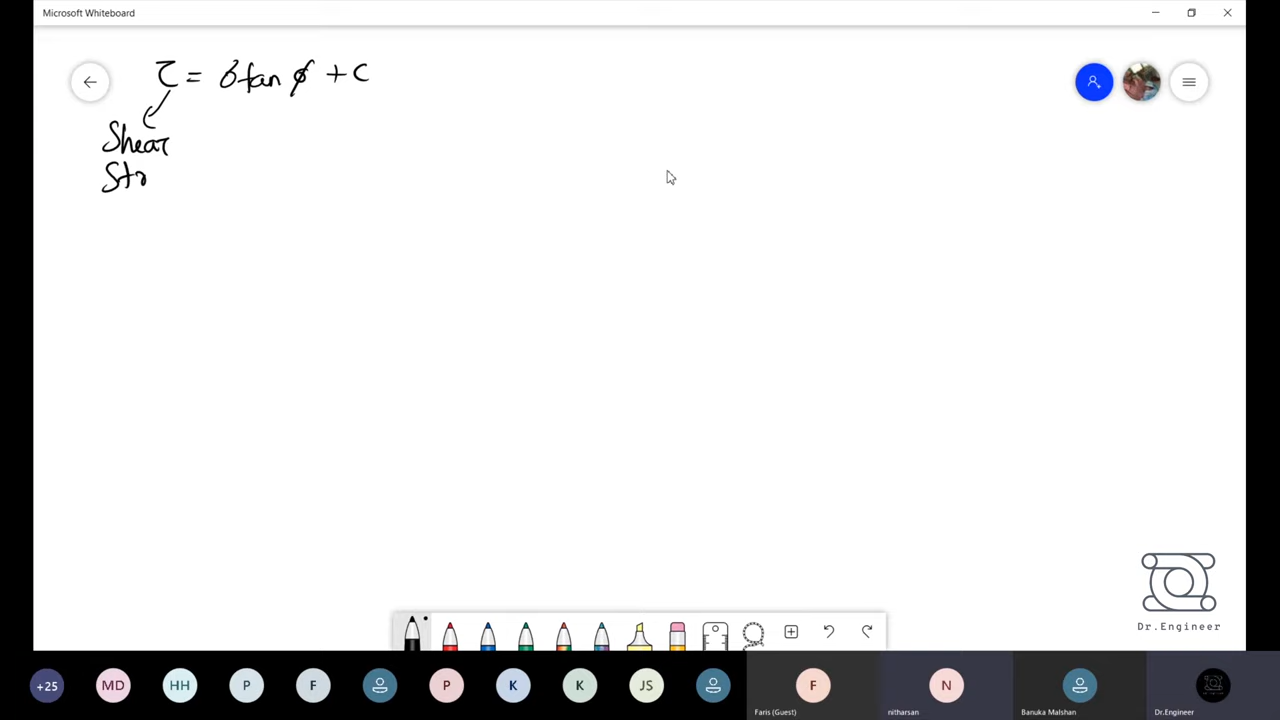 Microsoft Whiteboard
τ = σ tan φ + c
Shear
Str
Dr.Engineer
+25
MD
HH
P
F
P
K
K
JS
F
N
Faris (Guest)
nitharsan
Banuka Malshan
Dr.Engineer